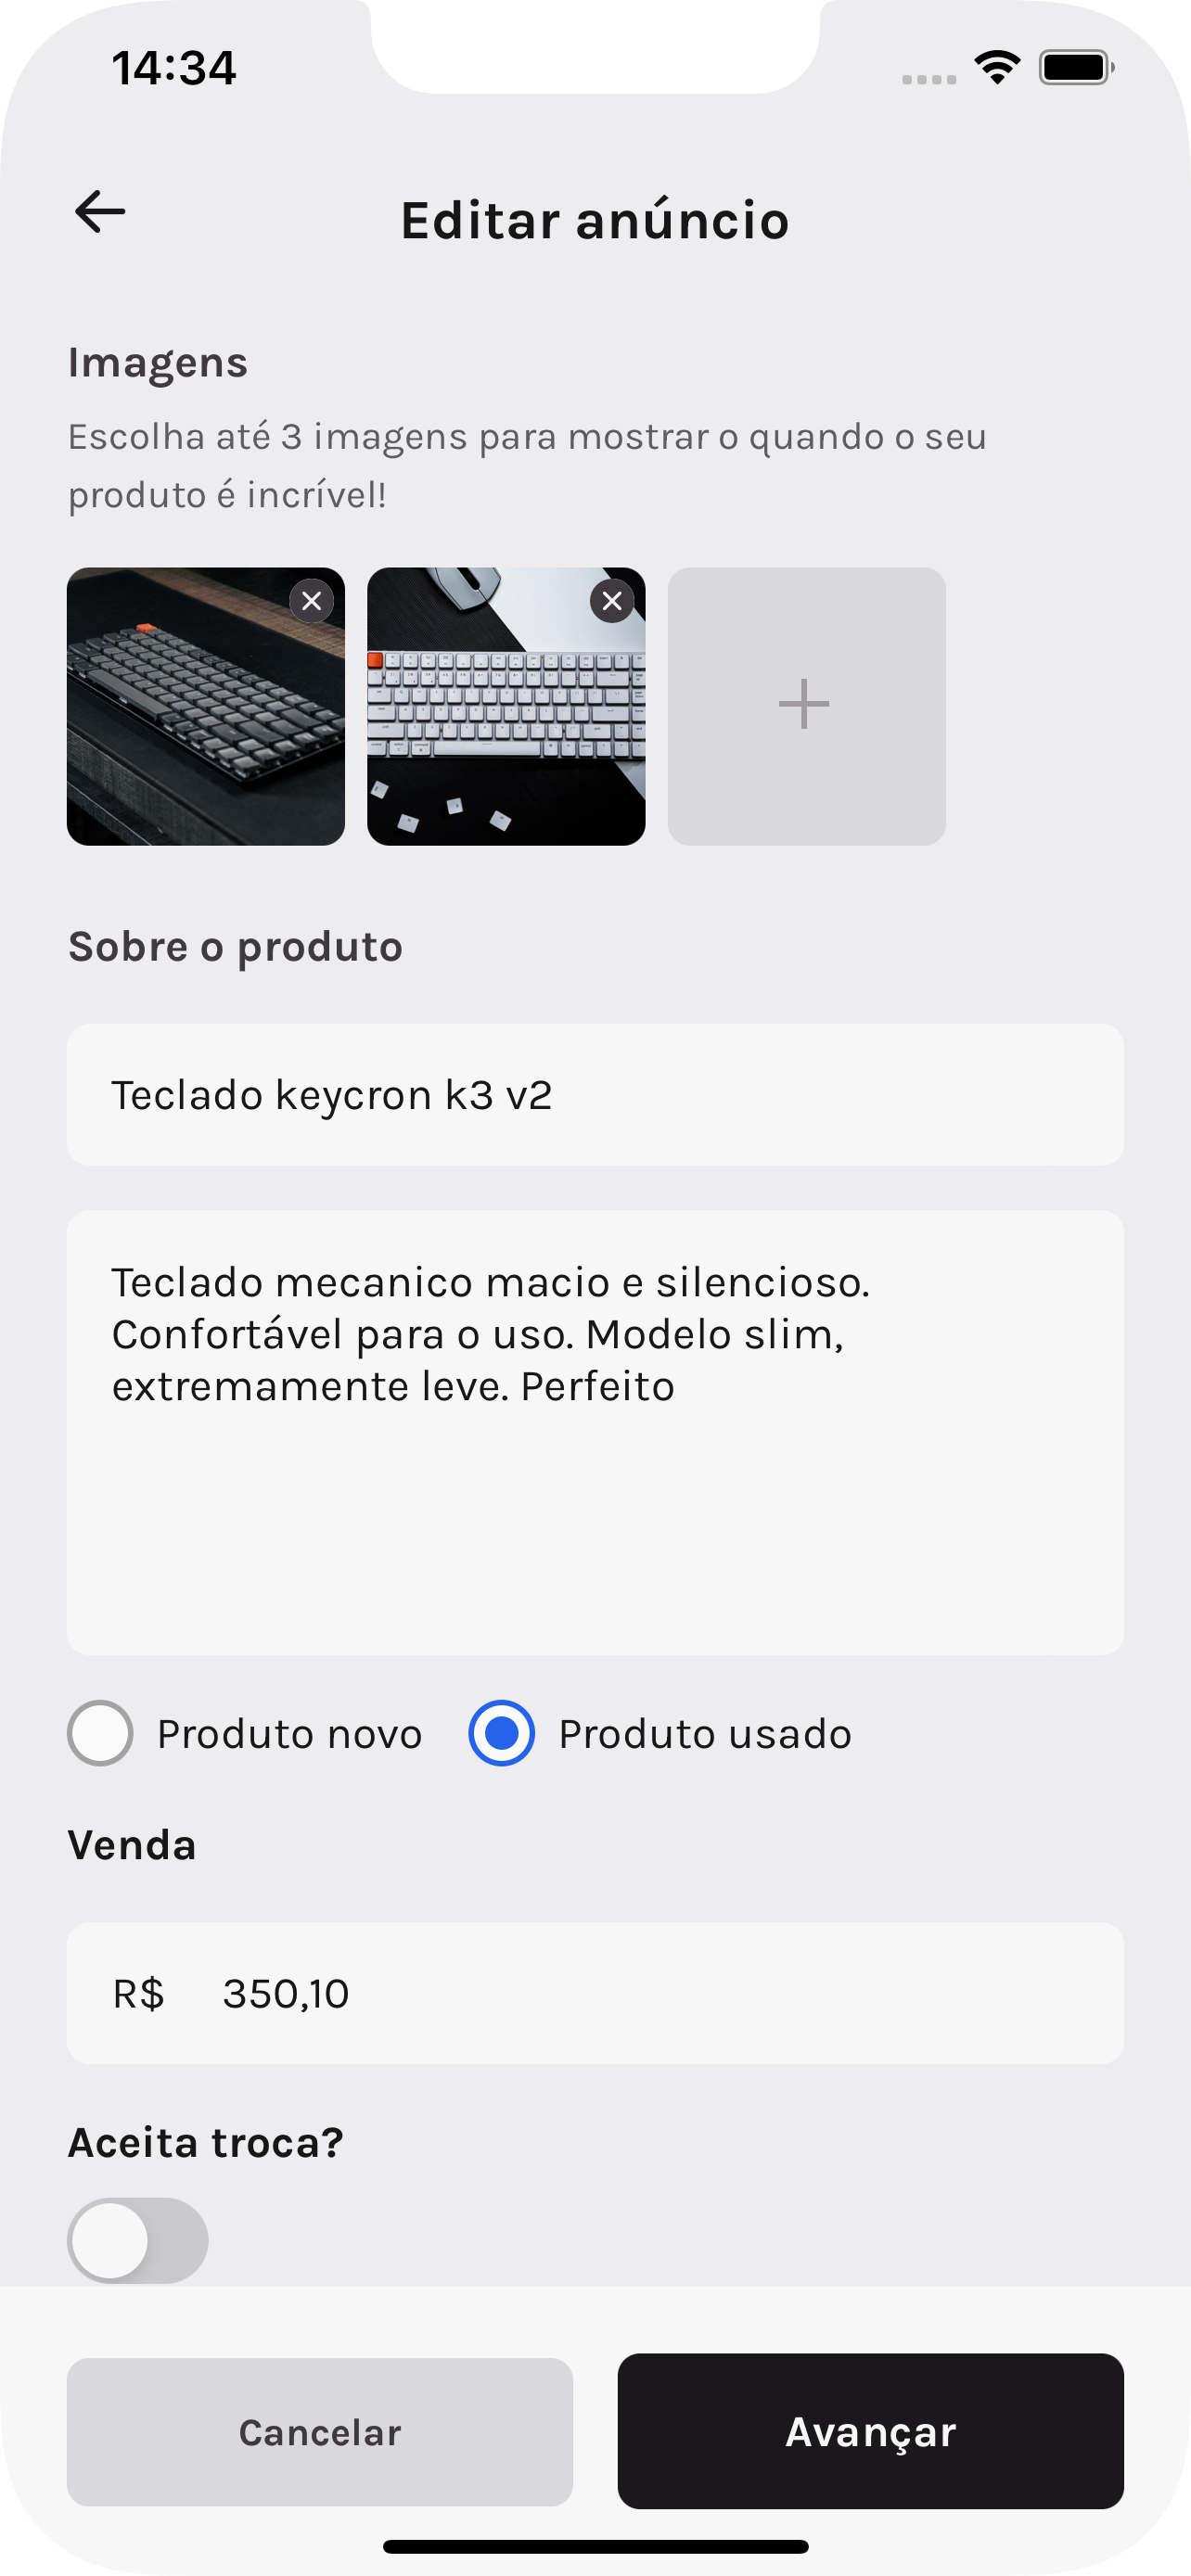 14:34
Editar anúncio
Imagens
Escolha até 3 imagens para mostrar o quando o seu
produto é incrível!
Sobre o produto
Teclado keycron k3 v2
Teclado mecanico macio e silencioso.
Confortável para o uso. Modelo slim,
extremamente leve. Perfeito
Produto novo Produto usado
Venda
R$ 350,10
Aceita troca?
Cancelar Avançar